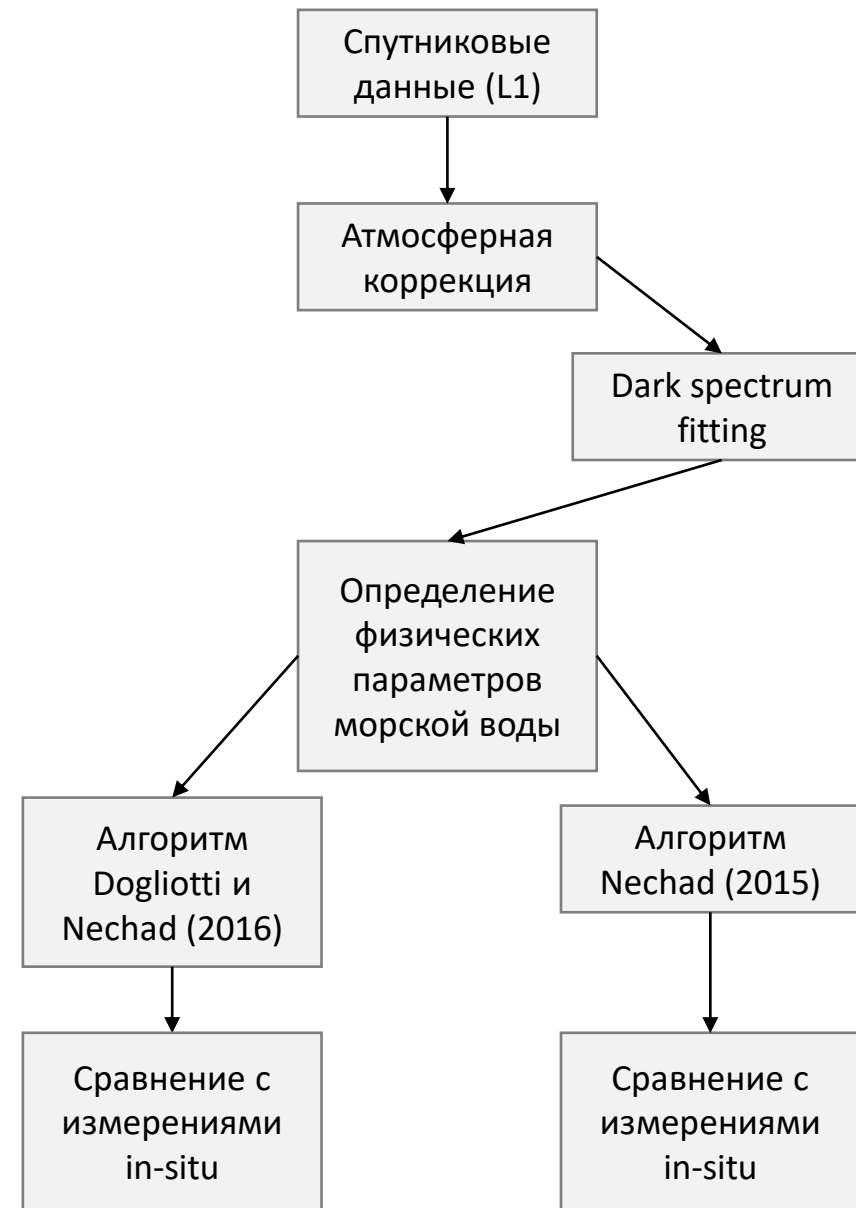 Спутниковые
данные (L1)
Атмосферная
коррекция
Dark spectrum
fitting
Определение
физических
параметров
морской воды
Алгоритм
Dogliotti и
Nechad (2016)
Алгоритм
Nechad (2015)
Сравнение с
измерениями
in-situ
Сравнение с
измерениями
in-situ